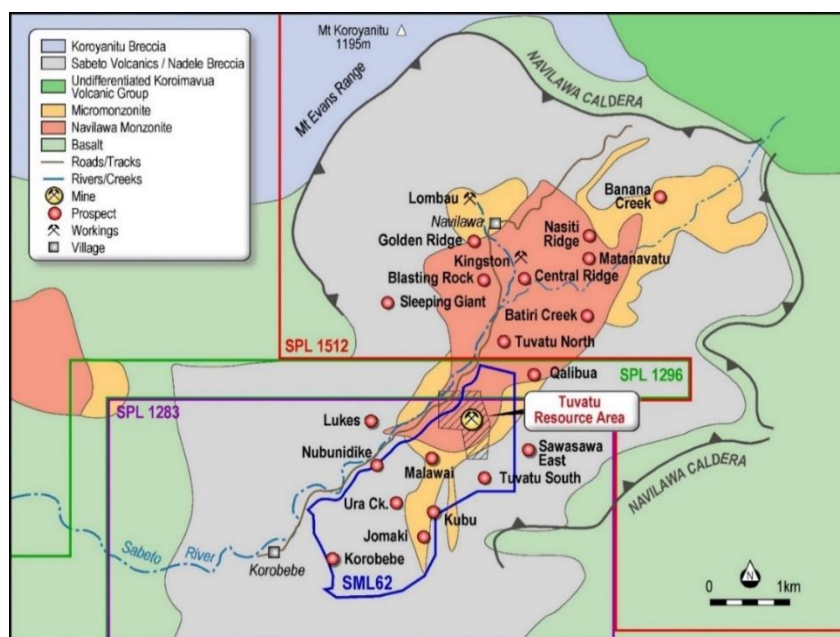 Koroyanitu Breccia
Sabeto Volcanics / Nadele Breccia
Undifferentiated Koroimavua
Volcanic Group
Micromonzonite
Navilawa Monzonite
Basalt
Roads/Tracks
Rivers/Creeks
Mine
Prospect
Workings
Village
Mt Koroyanitu
1195m
Mt Evans Range
NAVILAWA CALDERA
Lombau
Navilawa
Banana
Creek
Golden Ridge
Nasiti
Ridge
Kingston
Matanavatu
Blasting Rock
Central Ridge
Sleeping Giant
Batiri Creek
Tuvatu North
SPL 1512
Qalibua
SPL 1296
SPL 1283
Tuvatu
Resource Area
Lukes
Nubunidike
Malawai
Sawasawa
East
Tuvatu South
NAVILAWA CALDERA
Ura Ck.
Kubu
Jomaki
Sabeto River
Korobebe
Korobebe
SML62
N
0 1km